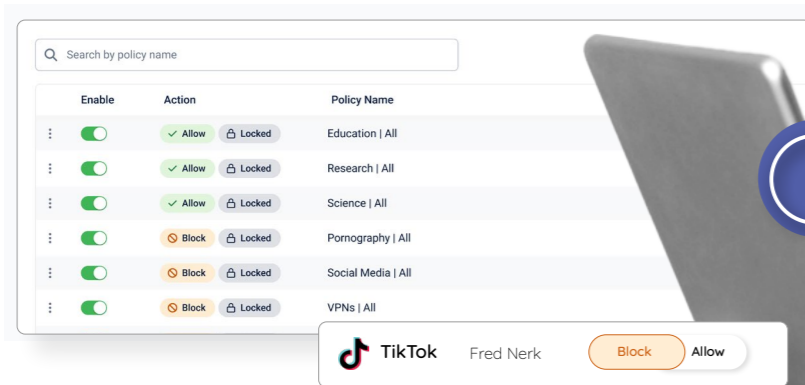 Search by policy name
Enable Action Policy Name
Allow Locked Education | All
Allow Locked Research | All
Allow Locked Science | All
Block Locked Pornography | All
Block Locked Social Media | All
Block Locked VPNs | All
TikTok Fred Nerk Block Allow